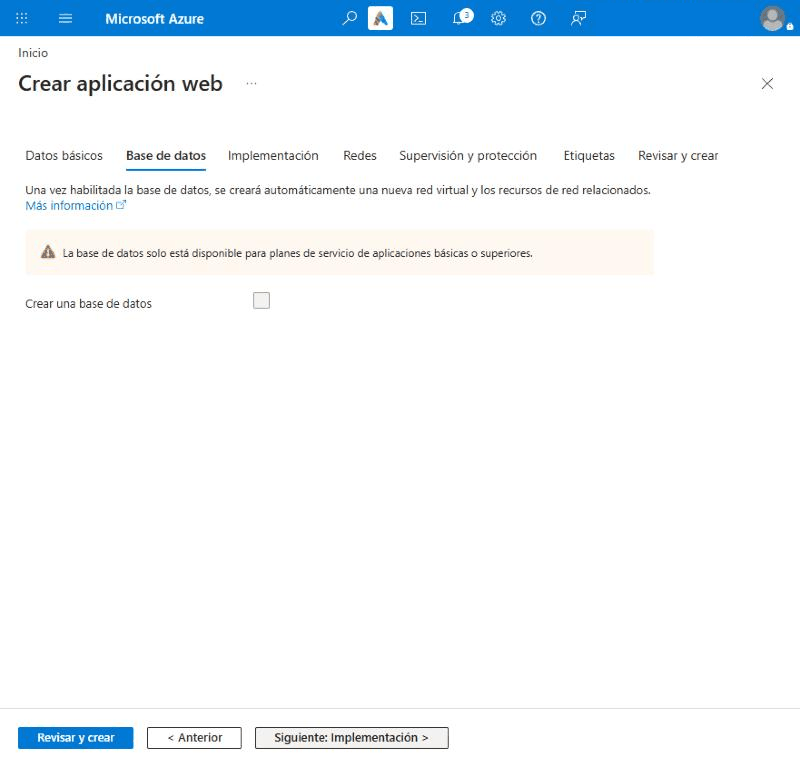 Microsoft Azure
3
Inicio
Crear aplicación web ...
Datos básicos Base de datos Implementación Redes Supervisión y protección Etiquetas Revisar y crear
Una vez habilitada la base de datos, se creará automáticamente una nueva red virtual y los recursos de red relacionados.
Más información
La base de datos solo está disponible para planes de servicio de aplicaciones básicas o superiores.
Crear una base de datos
Revisar y crear < Anterior Siguiente: Implementación >